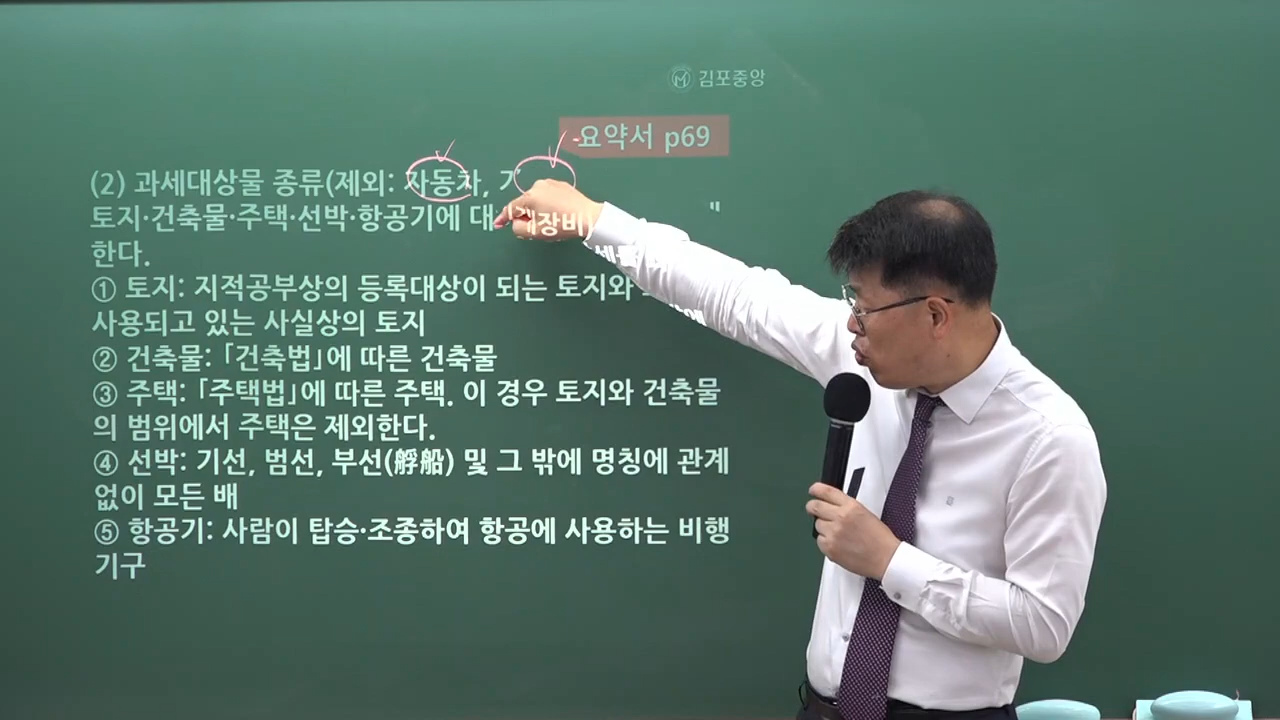 김포중앙
요약서 p69
(2) 과세대상물 종류(제외: 자동차, 기
계장비)
토지·건축물·주택·선박·항공기에 대
한다.
① 토지: 지적공부상의 등록대상이 되는 토지와
사용되고 있는 사실상의 토지
② 건축물: 「건축법」에 따른 건축물
③ 주택: 「주택법」에 따른 주택. 이 경우 토지와 건축물
의 범위에서 주택은 제외한다.
④ 선박: 기선, 범선, 부선(艀船) 및 그 밖에 명칭에 관계
없이 모든 배
⑤ 항공기: 사람이 탑승·조종하여 항공에 사용하는 비행
기구